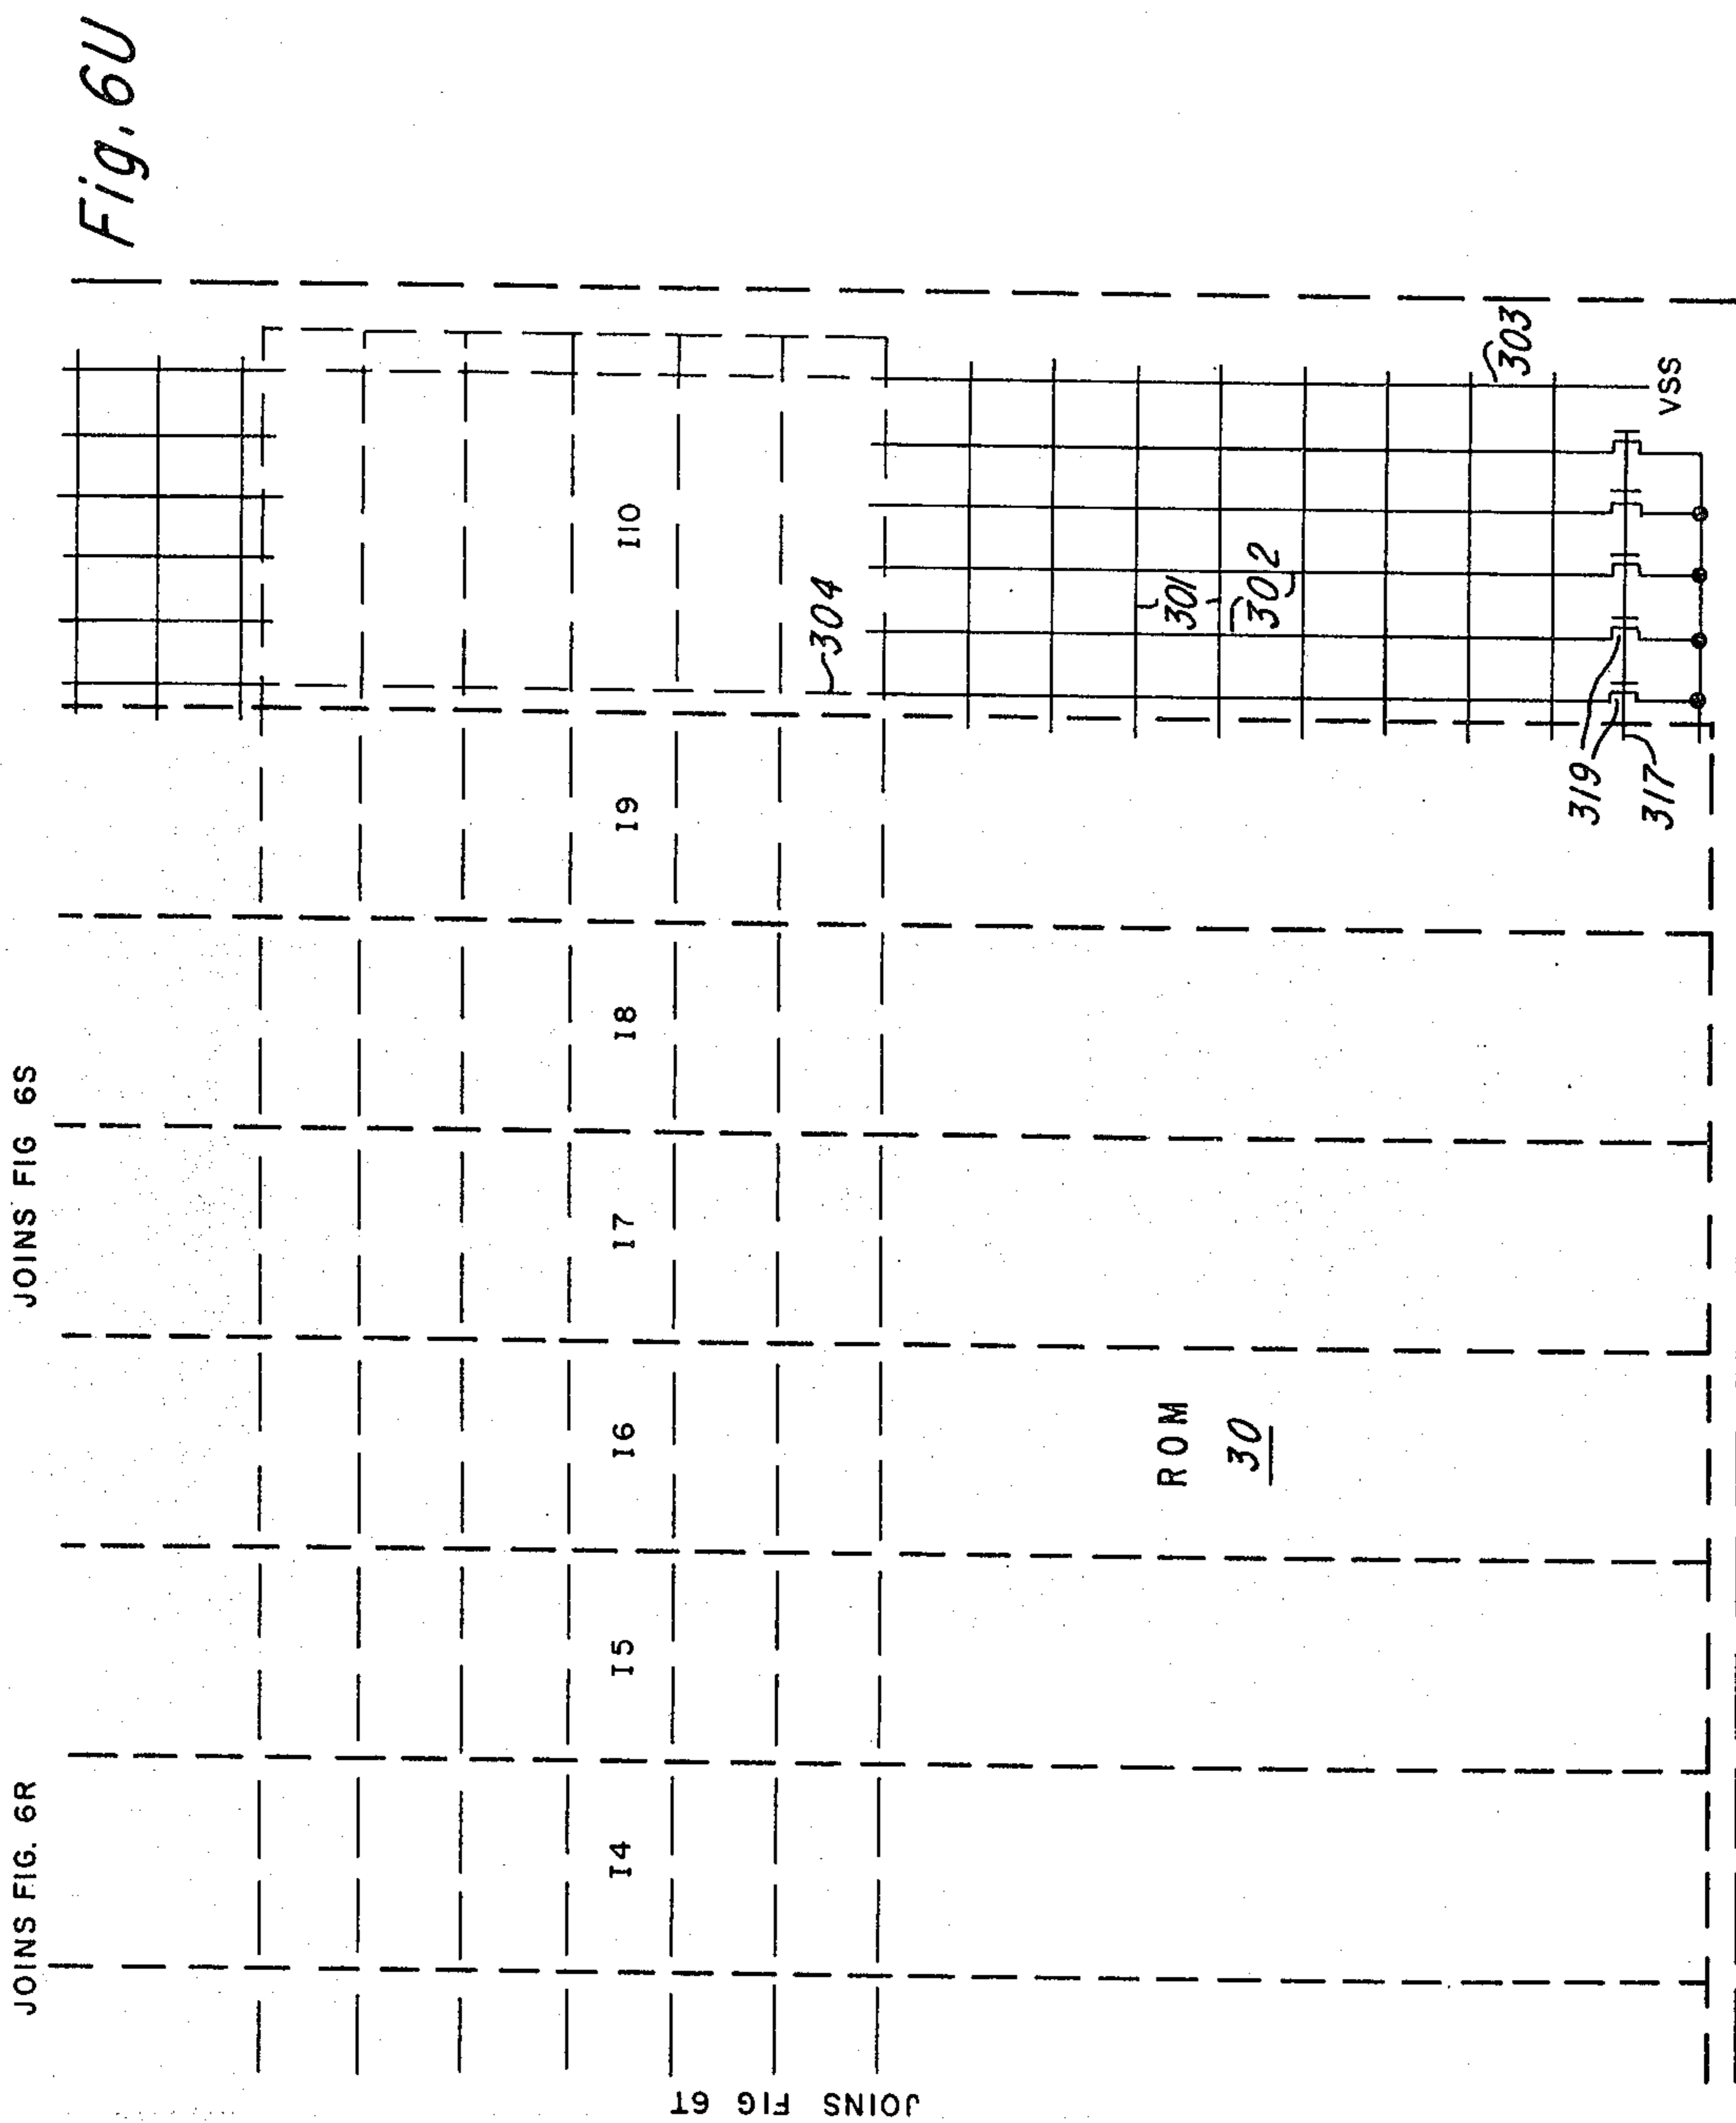 Fig. 6U
JOINS FIG. 6R
JOINS FIG 6S
JOINS FIG 6T
I4
I5
I6
I7
I8
I9
I10
304
301
302
303
ROM
30
319
317
VSS